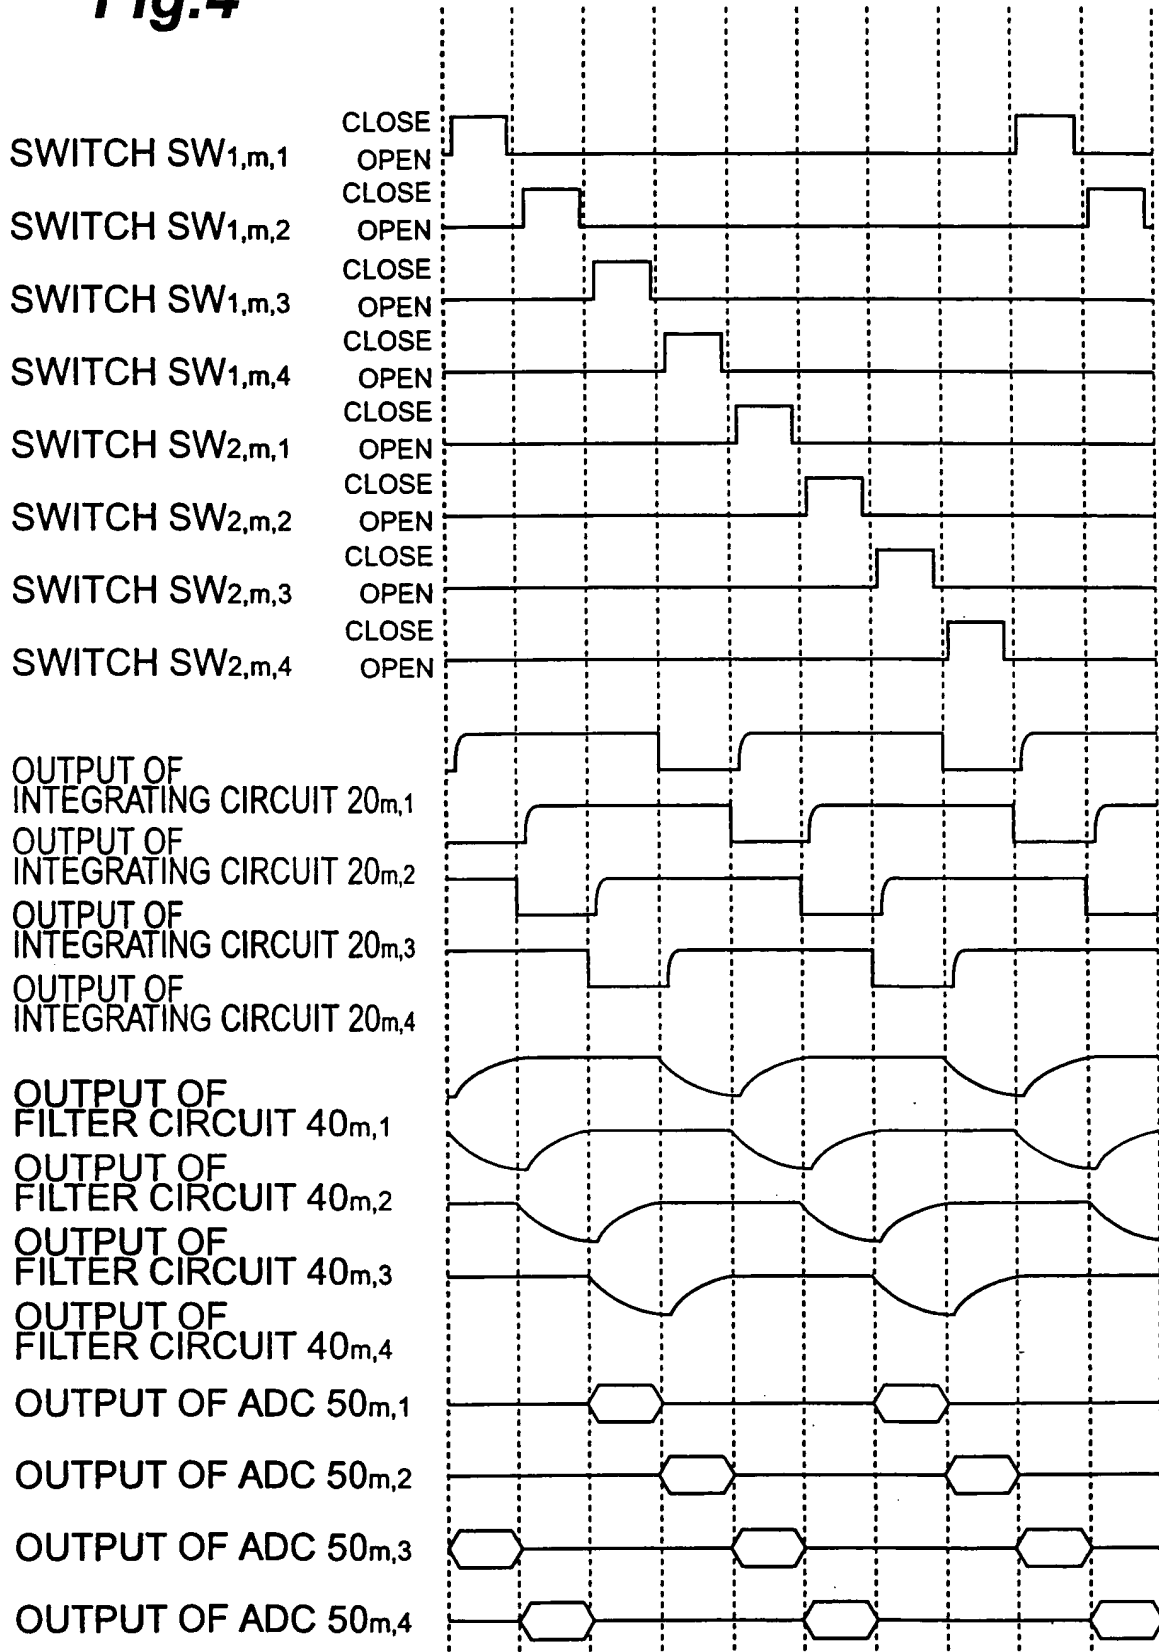 Fig.4
CLOSE
SWITCH SW1,m,1 OPEN
CLOSE
SWITCH SW1,m,2 OPEN
CLOSE
SWITCH SW1,m,3 OPEN
CLOSE
SWITCH SW1,m,4 OPEN
CLOSE
SWITCH SW2,m,1 OPEN
CLOSE
SWITCH SW2,m,2 OPEN
CLOSE
SWITCH SW2,m,3 OPEN
CLOSE
SWITCH SW2,m,4 OPEN
OUTPUT OF
INTEGRATING CIRCUIT 20m,1
OUTPUT OF
INTEGRATING CIRCUIT 20m,2
OUTPUT OF
INTEGRATING CIRCUIT 20m,3
OUTPUT OF
INTEGRATING CIRCUIT 20m,4
OUTPUT OF
FILTER CIRCUIT 40m,1
OUTPUT OF
FILTER CIRCUIT 40m,2
OUTPUT OF
FILTER CIRCUIT 40m,3
OUTPUT OF
FILTER CIRCUIT 40m,4
OUTPUT OF ADC 50m,1
OUTPUT OF ADC 50m,2
OUTPUT OF ADC 50m,3
OUTPUT OF ADC 50m,4